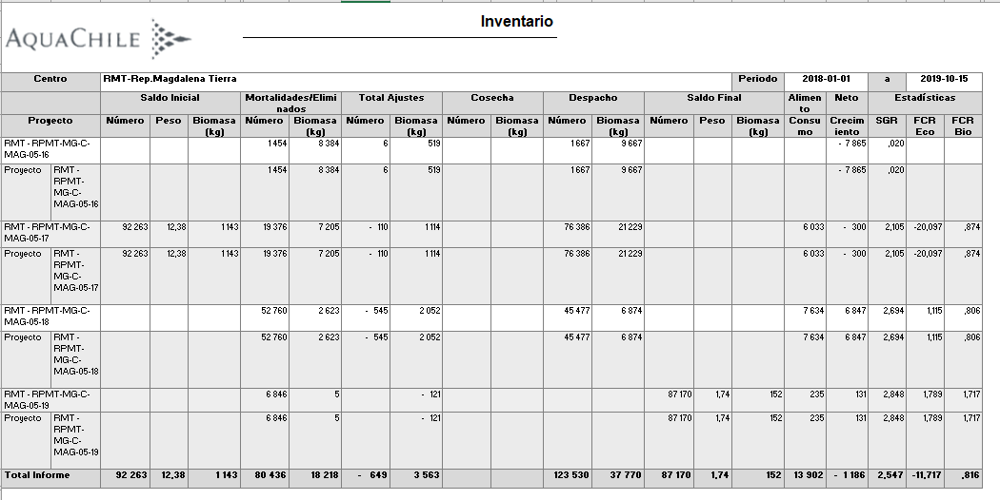 Inventario
AQUACHILE
Centro RMT-Rep.Magdalena Tierra Periodo 2018-01-01 a 2019-10-15
Saldo Inicial Mortalidades/Elimi Total Ajustes Cosecha Despacho Saldo Final Alimen Neto Estadísticas
nados to
Proyecto Número Peso Biomasa Número Biomasa Número Biomasa Número Biomasa Número Biomasa Número Peso Biomasa Consu Crecim SGR FCR FCR
(kg) (kg) (kg) (kg) (kg) (kg) mo iento Eco Bio
RMT - RPMT-MG-C- 1 454 8 384 6 519 1 667 9 667 - 7 865 ,020
MAG-05-16
Proyecto RMT - 1 454 8 384 6 519 1 667 9 667 - 7 865 ,020
RPMT-
MG-C-
MAG-05-16
RMT - RPMT-MG-C- 92 263 12,38 1 143 19 376 7 205 - 110 1 114 76 386 21 229 6 033 - 300 2,105 -20,097 ,874
MAG-05-17
Proyecto RMT - 92 263 12,38 1 143 19 376 7 205 - 110 1 114 76 386 21 229 6 033 - 300 2,105 -20,097 ,874
RPMT-
MG-C-
MAG-05-17
RMT - RPMT-MG-C- 52 760 2 623 - 545 2 052 45 477 6 874 7 634 6 847 2,694 1,115 ,806
MAG-05-18
Proyecto RMT - 52 760 2 623 - 545 2 052 45 477 6 874 7 634 6 847 2,694 1,115 ,806
RPMT-
MG-C-
MAG-05-18
RMT - RPMT-MG-C- 6 846 5 - 121 87 170 1,74 152 235 131 2,848 1,789 1,717
MAG-05-19
Proyecto RMT - 6 846 5 - 121 87 170 1,74 152 235 131 2,848 1,789 1,717
RPMT-
MG-C-
MAG-05-19
Total Informe 92 263 12,38 1 143 80 436 18 218 - 649 3 563 123 530 37 770 87 170 1,74 152 13 902 - 1 186 2,547 -11,717 ,816